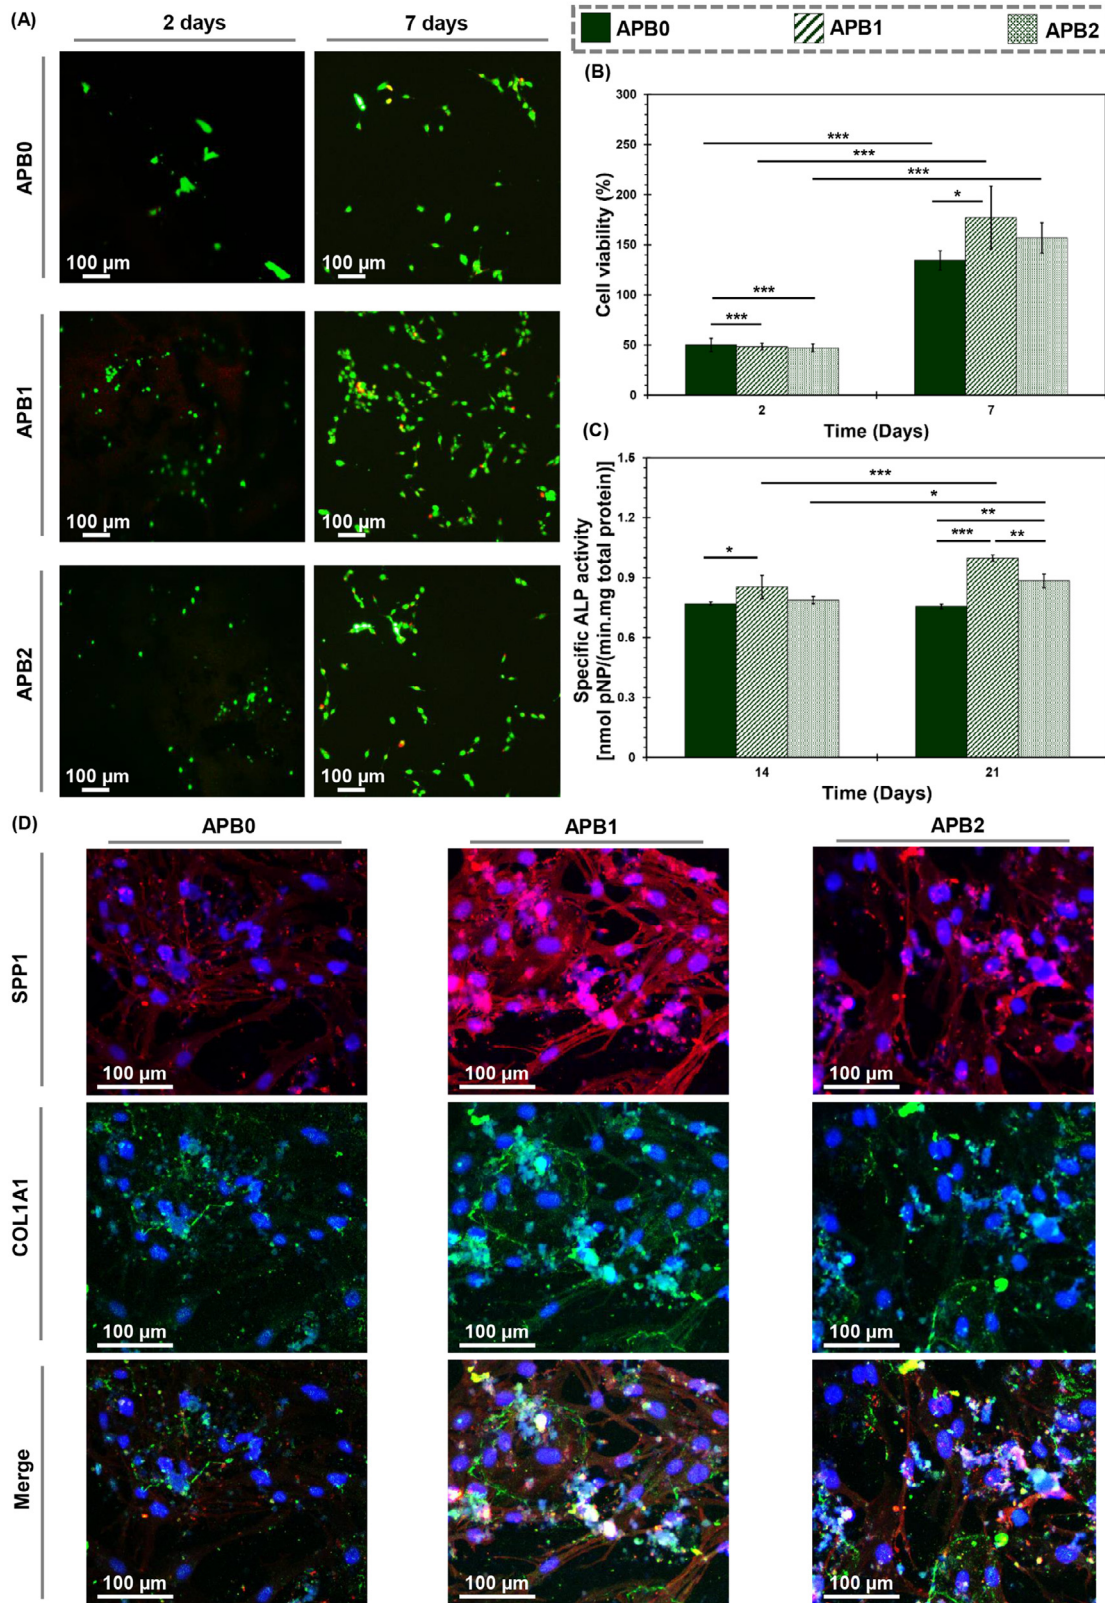 (A)
2 days
7 days
APB0
100 µm
100 µm
APB1
100 µm
100 µm
APB2
100 µm
100 µm
APB0
APB1
APB2
(B)
300
250
200
150
100
50
0
Cell viability (%)
***
***
***
*
***
***
2
7
Time (Days)
(C)
1.5
1.2
0.9
0.6
0.3
0
Specific ALP activity
[nmol pNP/(min.mg total protein)]
***
*
**
***
**
*
14
21
Time (Days)
(D)
APB0
APB1
APB2
SPP1
100 µm
100 µm
100 µm
COL1A1
100 µm
100 µm
100 µm
Merge
100 µm
100 µm
100 µm